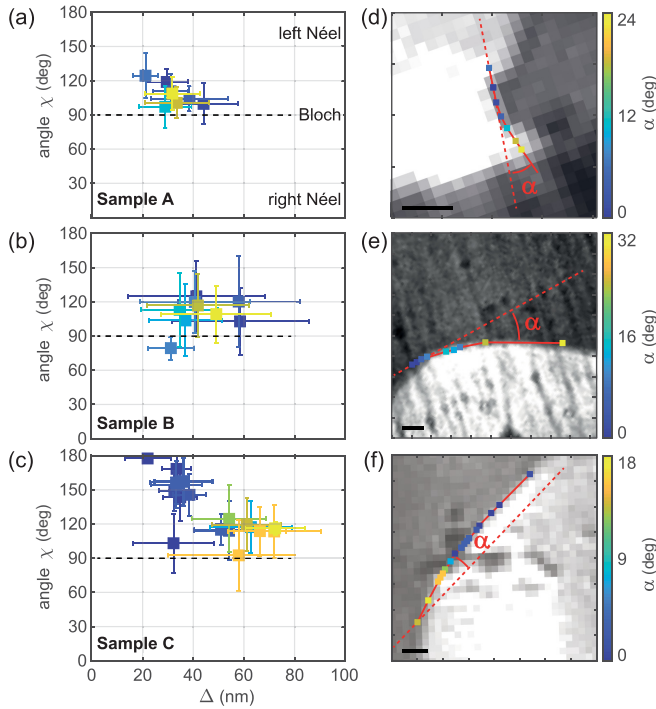 (a)
180
150
120
90
60
30
angle χ (deg)
left Néel
Bloch
right Néel
Sample A
(b)
180
150
120
90
60
30
0
angle χ (deg)
Sample B
(c)
180
150
120
90
60
30
0
angle χ (deg)
Sample C
0 20 40 60 80 100
Δ (nm)
(d)
α
24
12
0
α (deg)
(e)
α
32
16
0
α (deg)
(f)
α
18
9
0
α (deg)